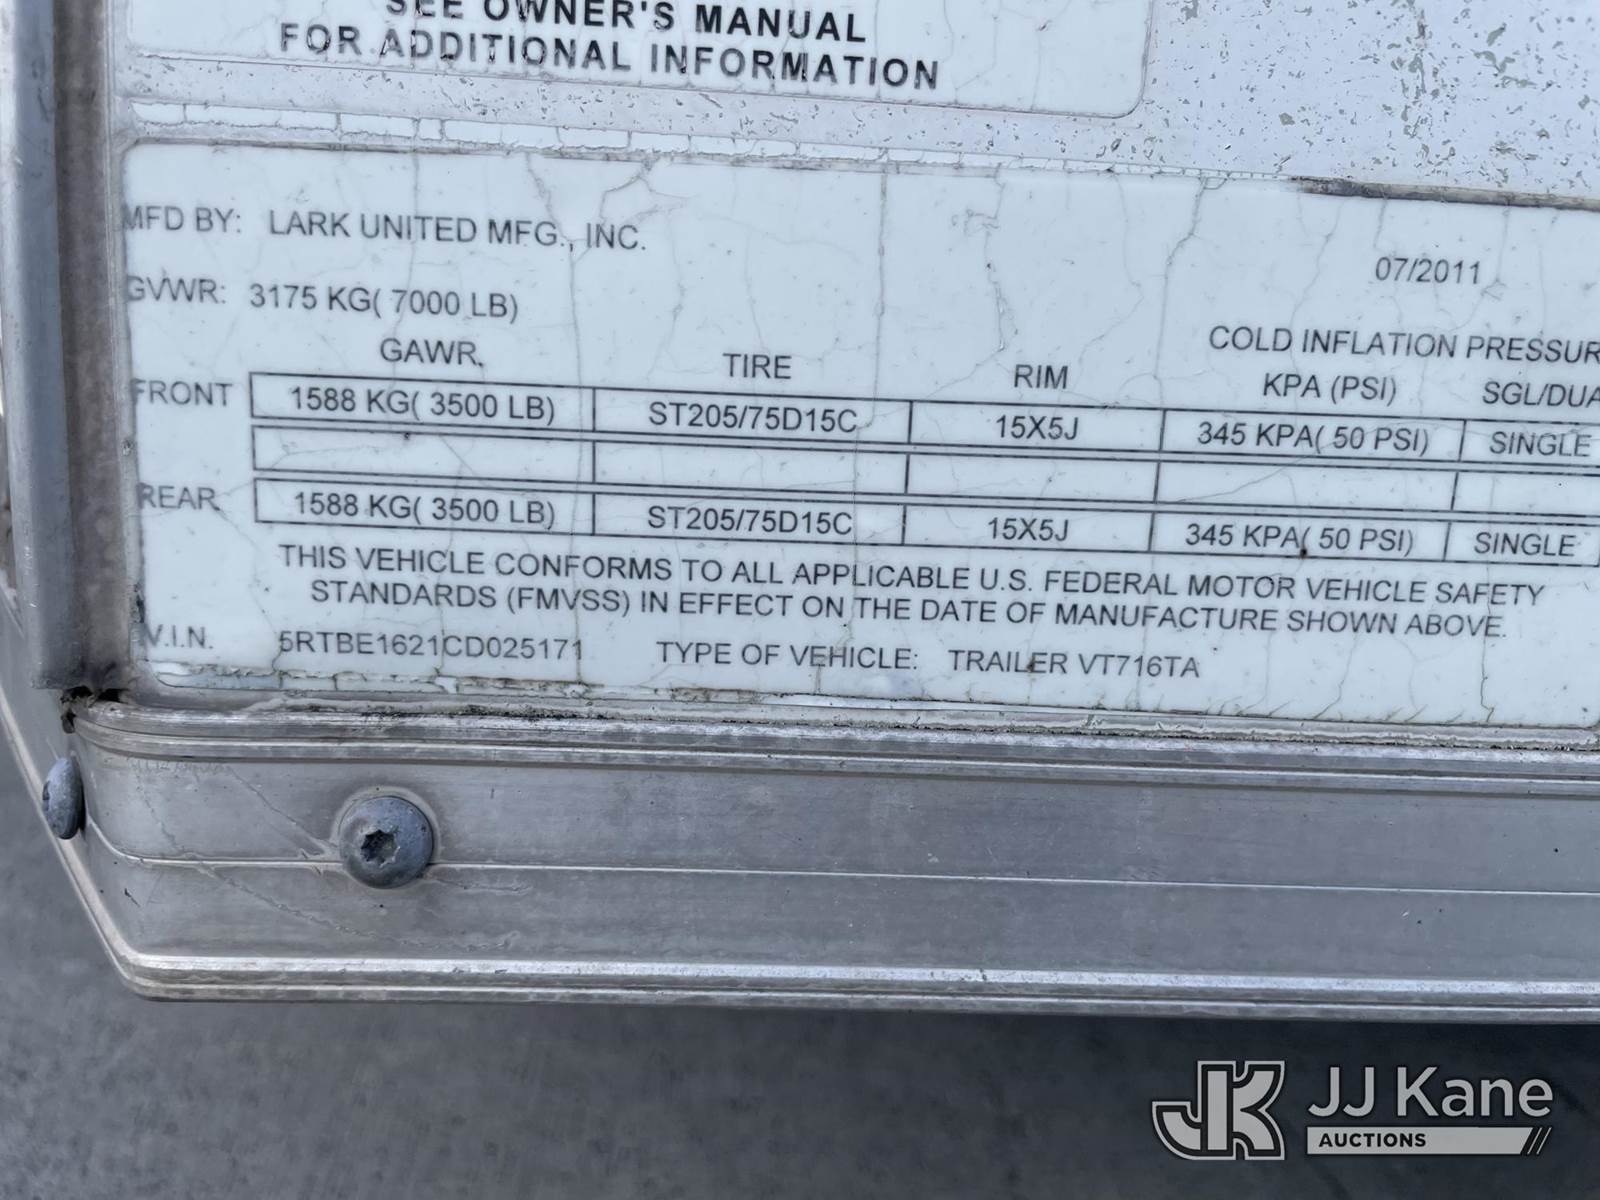 SEE OWNER'S MANUAL
FOR ADDITIONAL INFORMATION
MFD BY: LARK UNITED MFG., INC.
07/2011
GVWR: 3175 KG( 7000 LB)
COLD INFLATION PRESSUR
GAWR. TIRE RIM KPA (PSI) SGL/DUA
FRONT 1588 KG( 3500 LB) ST205/75D15C 15X5J 345 KPA( 50 PSI) SINGLE
REAR 1588 KG( 3500 LB) ST205/75D15C 15X5J 345 KPA( 50 PSI) SINGLE
THIS VEHICLE CONFORMS TO ALL APPLICABLE U.S. FEDERAL MOTOR VEHICLE SAFETY
STANDARDS (FMVSS) IN EFFECT ON THE DATE OF MANUFACTURE SHOWN ABOVE.
V.I.N. 5RTBE1621CD025171 TYPE OF VEHICLE: TRAILER VT716TA
JK JJ Kane
AUCTIONS